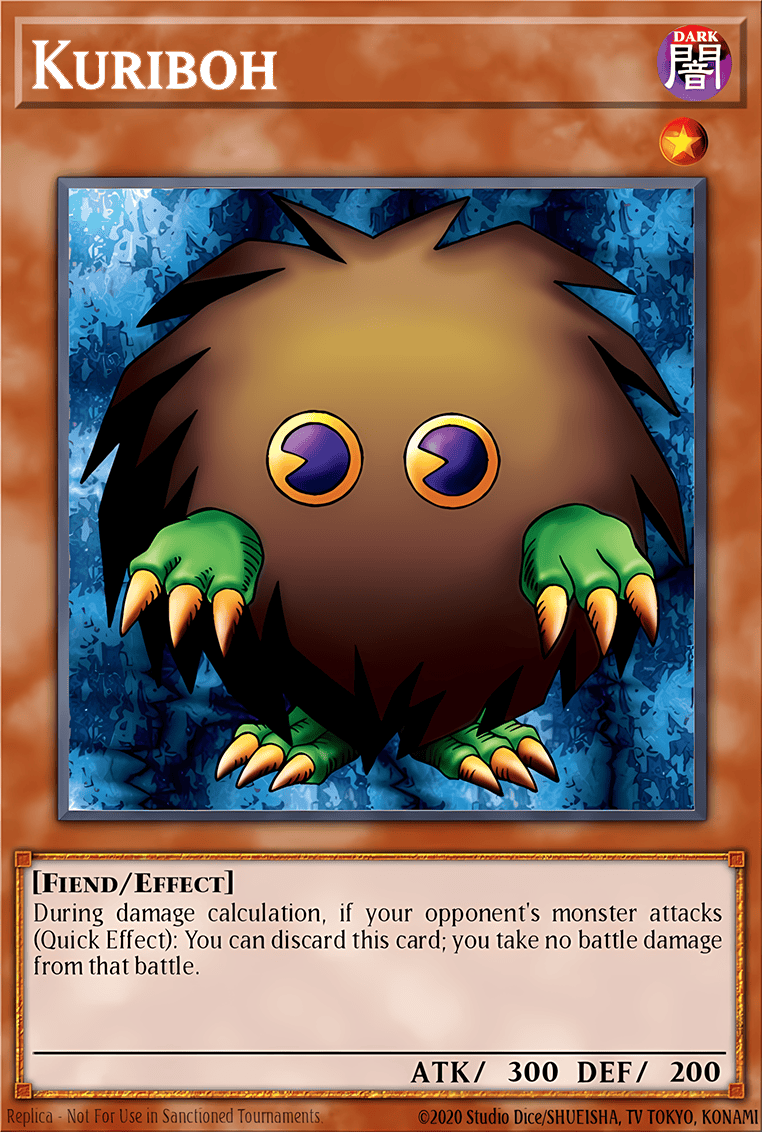 KURIBOH
DARK
闇
[FIEND/EFFECT]
During damage calculation, if your opponent's monster attacks
(Quick Effect): You can discard this card; you take no battle damage
from that battle.
ATK/ 300 DEF/ 200
Replica - Not For Use in Sanctioned Tournaments.
©2020 Studio Dice/SHUEISHA, TV TOKYO, KONAMI